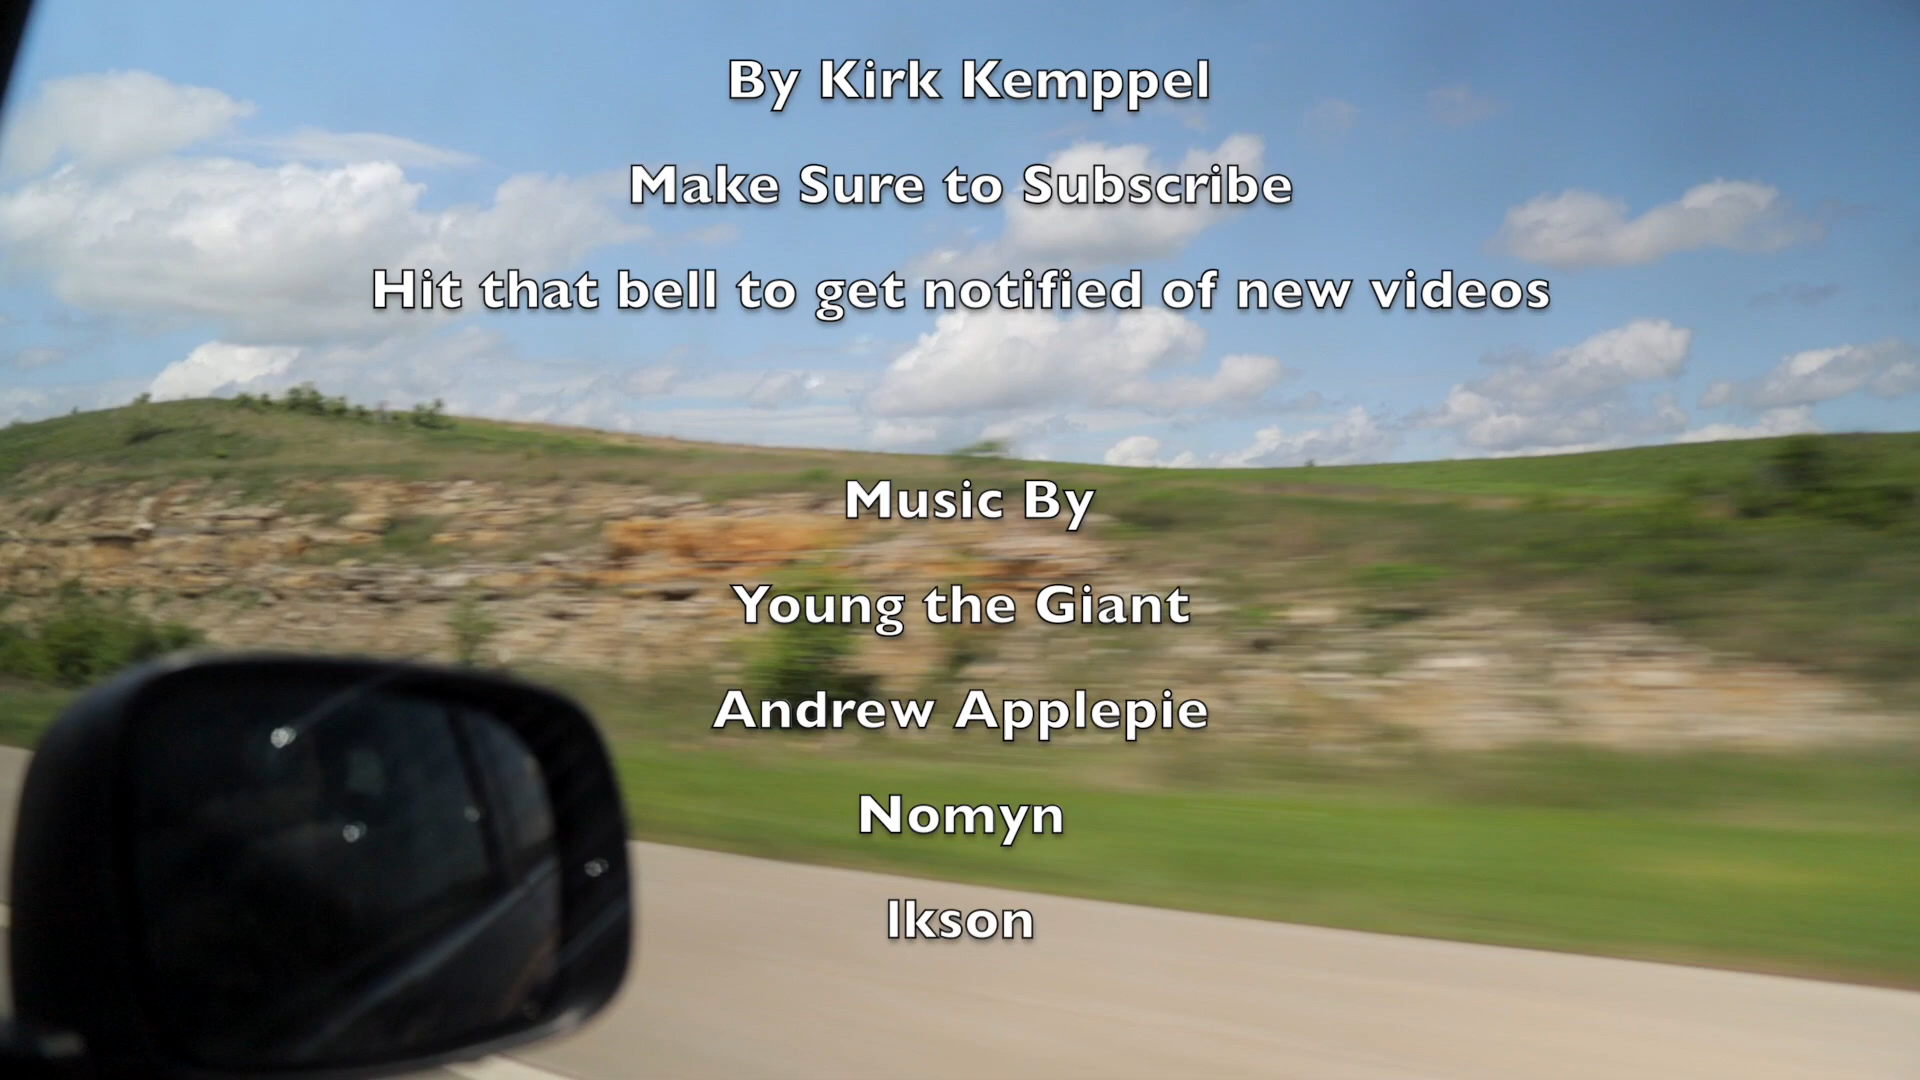 By Kirk Kemppel
Make Sure to Subscribe
Hit that bell to get notified of new videos
Music By
Young the Giant
Andrew Applepie
Nomyn
Ikson